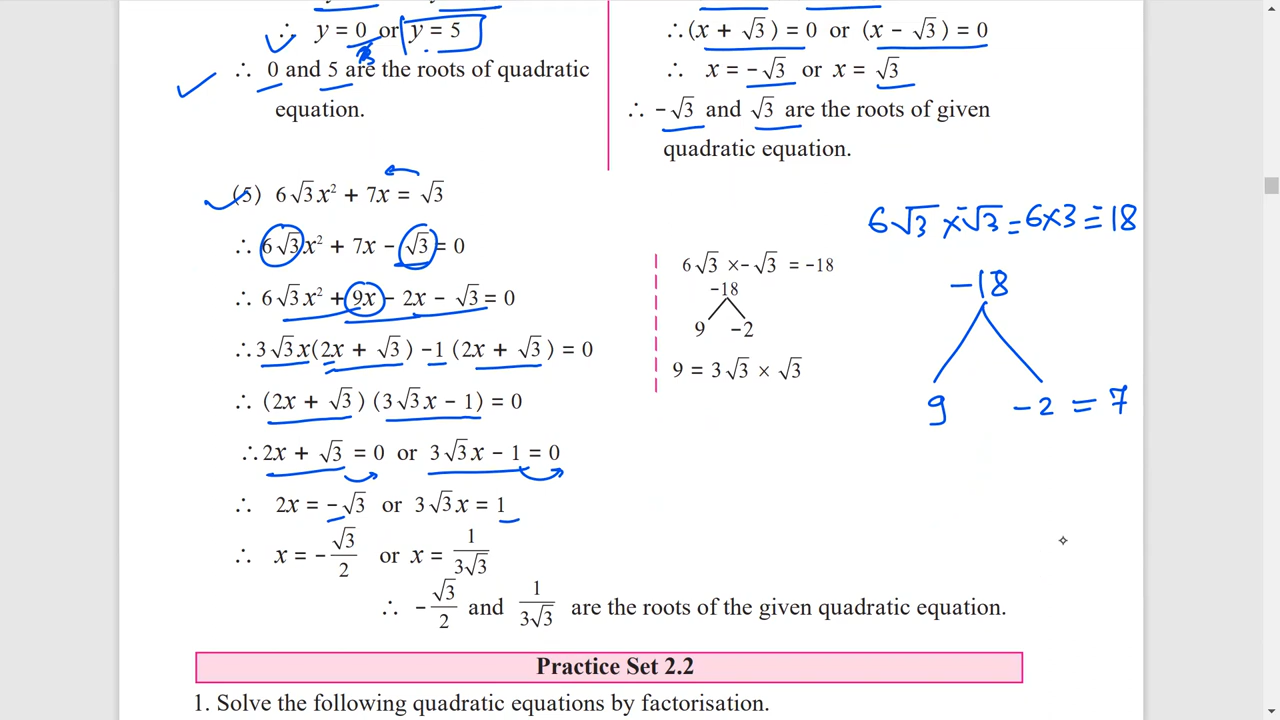 ∴ y = 0 or y = 5
∴ 0 and 5 are the roots of quadratic
equation.
∴(x + √3) = 0 or (x − √3) = 0
∴ x = −√3 or x = √3
∴ −√3 and √3 are the roots of given
quadratic equation.
(5) 6√3x² + 7x = √3
∴ 6√3x² + 7x − √3 = 0
∴ 6√3x² + 9x − 2x − √3 = 0
∴3√3x(2x + √3) −1 (2x + √3) = 0
∴ (2x + √3)(3√3x − 1) = 0
∴2x + √3 = 0 or 3√3x − 1 = 0
∴ 2x = −√3 or 3√3x = 1
∴ x = −√3/2 or x = 1/3√3
∴ −√3/2 and 1/3√3 are the roots of the given quadratic equation.
6√3 ×−√3 = −18
−18
9 −2
9 = 3√3 × √3
6√3 × −√3 = 6×3 = −18
−18
9 −2 = 7
Practice Set 2.2
1. Solve the following quadratic equations by factorisation.